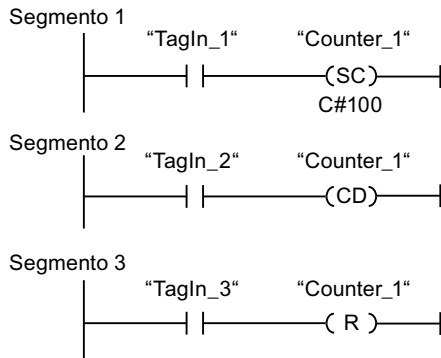 Segmento 1
“TagIn_1“ “Counter_1“
SC
C#100
Segmento 2
“TagIn_2“ “Counter_1“
CD
Segmento 3
“TagIn_3“ “Counter_1“
R